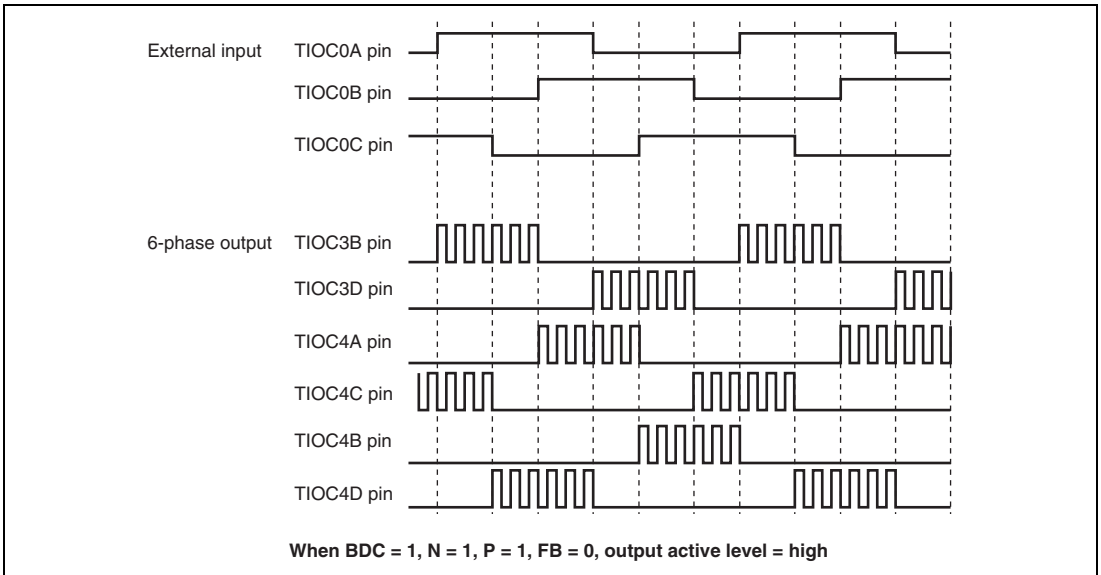 External input TIOC0A pin
TIOC0B pin
TIOC0C pin
6-phase output TIOC3B pin
TIOC3D pin
TIOC4A pin
TIOC4C pin
TIOC4B pin
TIOC4D pin
When BDC = 1, N = 1, P = 1, FB = 0, output active level = high